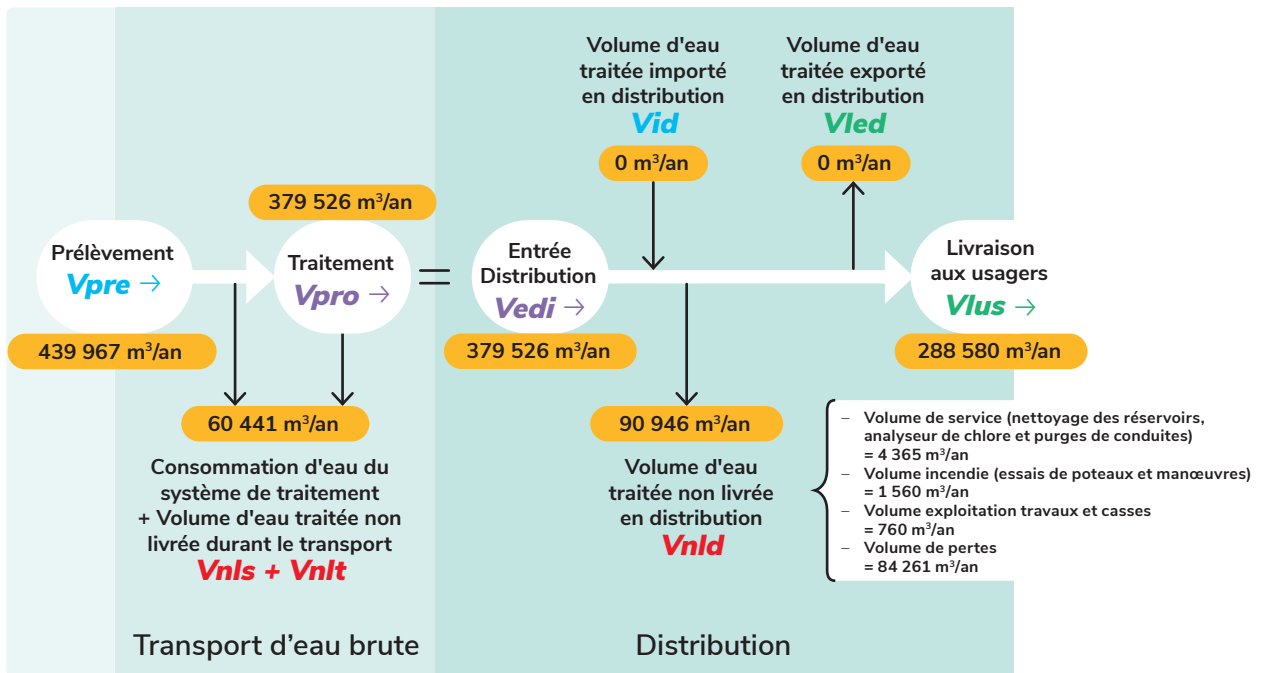 Volume d'eau
traitée importé
en distribution
Vid
0 m³/an
Volume d'eau
traitée exporté
en distribution
Vled
0 m³/an
379 526 m³/an
Prélèvement
Vpre →
439 967 m³/an
Traitement
Vpro →
=
Entrée
Distribution
Vedi →
379 526 m³/an
Livraison
aux usagers
Vlus →
288 580 m³/an
60 441 m³/an
Consommation d'eau du
système de traitement
+ Volume d'eau traitée non
livrée durant le transport
Vnls + Vnlt
90 946 m³/an
Volume d'eau
traitée non livrée
en distribution
Vnld
– Volume de service (nettoyage des réservoirs,
analyseur de chlore et purges de conduites)
= 4 365 m³/an
– Volume incendie (essais de poteaux et manœuvres)
= 1 560 m³/an
– Volume exploitation travaux et casses
= 760 m³/an
– Volume de pertes
= 84 261 m³/an
Transport d’eau brute
Distribution